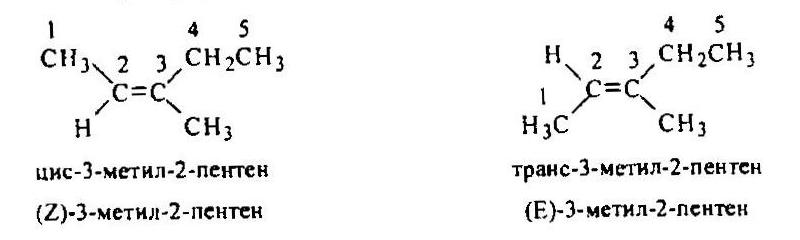 1 4 5
CH₃ 2 3 CH₂CH₃
C=C
H CH₃
цис-3-метил-2-пентен
(Z)-3-метил-2-пентен
4 5
H 2 3 CH₂CH₃
1 C=C
H₃C CH₃
транс-3-метил-2-пентен
(E)-3-метил-2-пентен